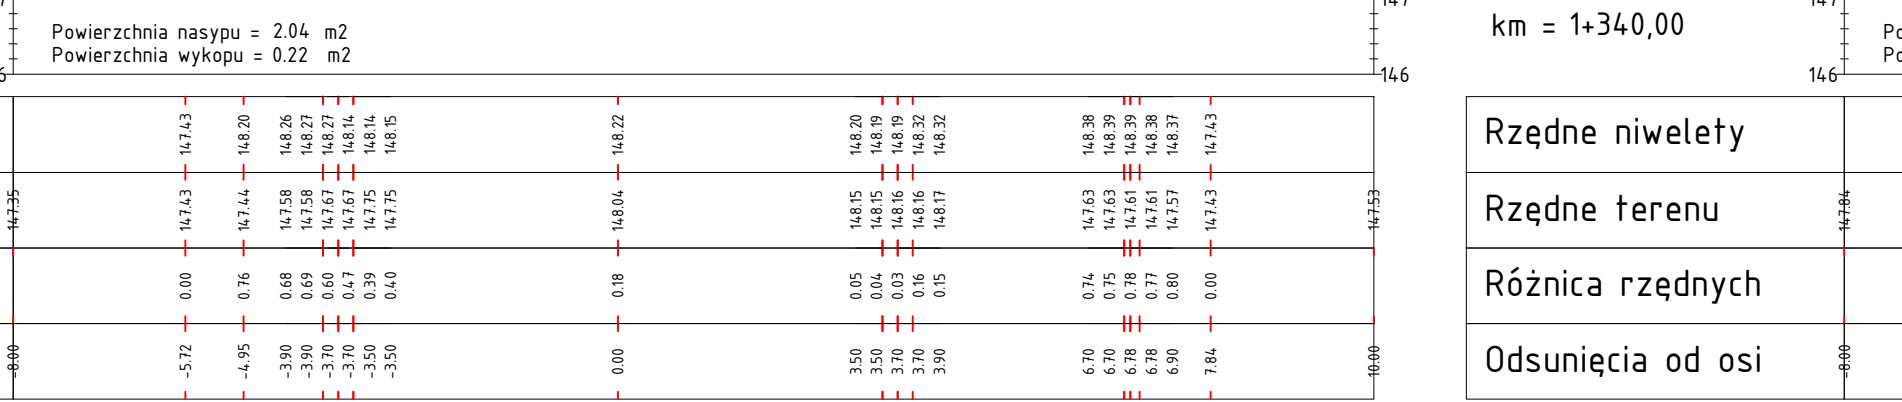 147
147
147
Powierzchnia nasypu = 2.04 m2
Powierzchnia wykopu = 0.22 m2
km = 1+340,00
Po
Po
6
146
146
147.43 148.20 148.26 148.27 148.27 148.14 148.14 148.15 148.22 148.20 148.19 148.19 148.32 148.32 148.38 148.39 148.39 148.38 148.37 147.43
Rzędne niwelety
147.35 147.43 147.44 147.58 147.58 147.67 147.67 147.75 147.75 148.04 148.15 148.15 148.16 148.16 148.17 147.63 147.63 147.61 147.61 147.57 147.43 147.53
Rzędne terenu
147.84
0.00 0.76 0.68 0.69 0.60 0.47 0.39 0.40 0.18 0.05 0.04 0.03 0.16 0.15 0.74 0.75 0.78 0.77 0.80 0.00
Różnica rzędnych
-8.00 -5.72 -4.95 -3.90 -3.90 -3.70 -3.70 -3.50 -3.50 0.00 3.50 3.50 3.70 3.70 3.90 6.70 6.70 6.78 6.78 6.90 7.84 10.00
Odsunięcia od osi
-8.00